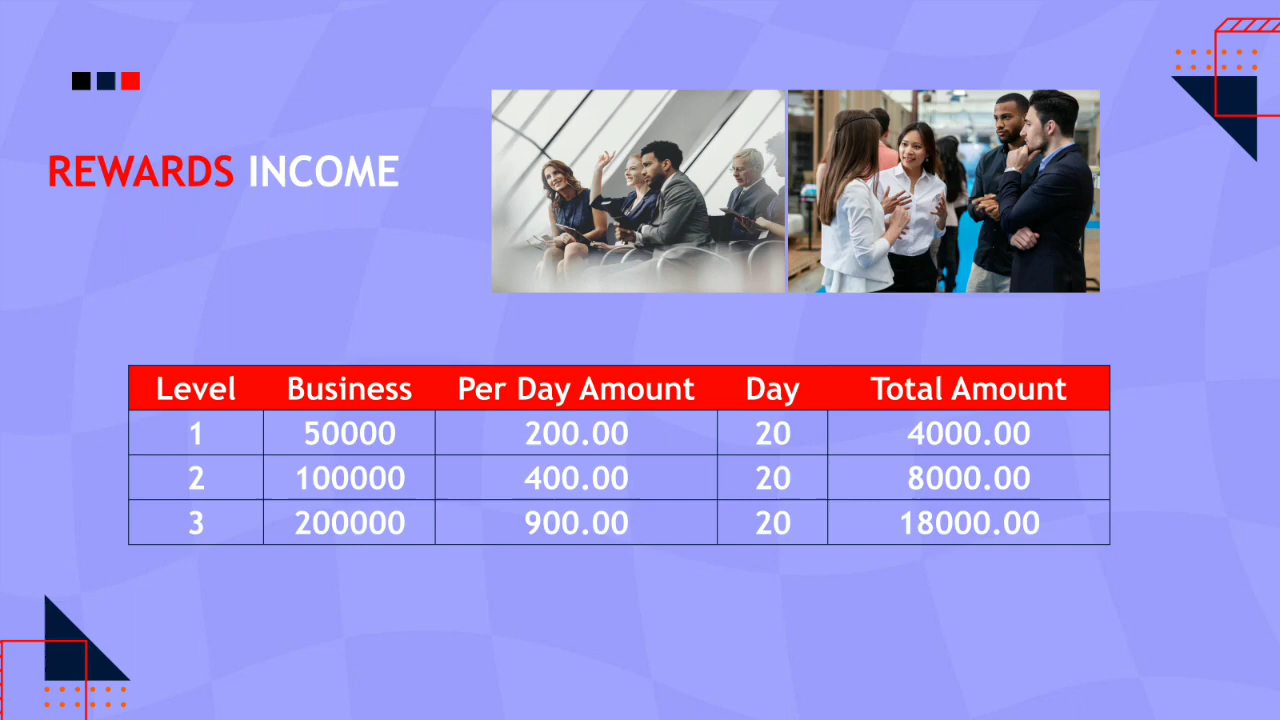 REWARDS INCOME
Level Business Per Day Amount Day Total Amount
1 50000 200.00 20 4000.00
2 100000 400.00 20 8000.00
3 200000 900.00 20 18000.00